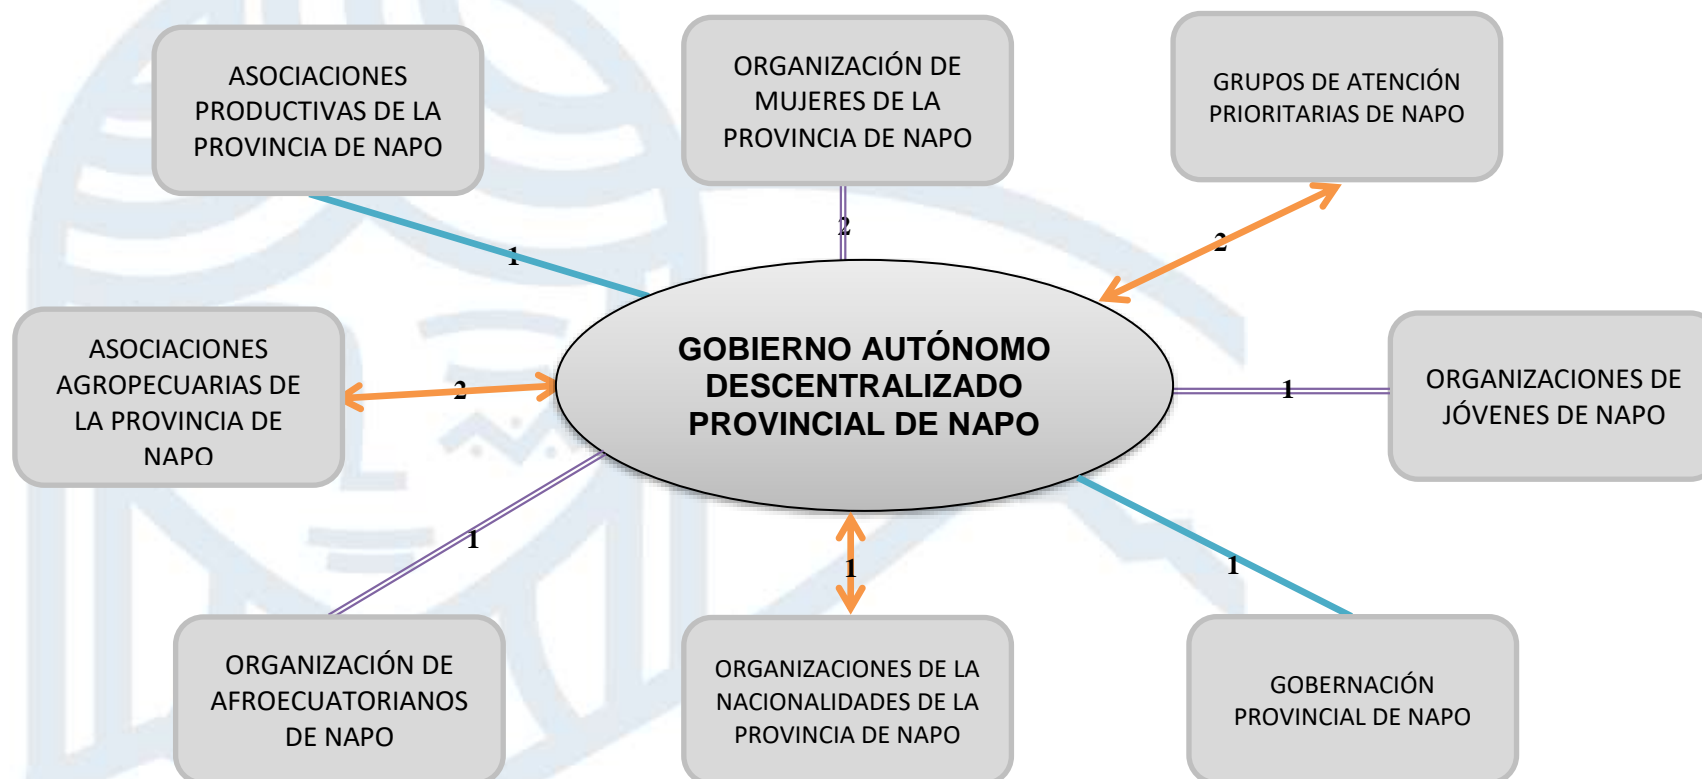 ASOCIACIONES
PRODUCTIVAS DE LA
PROVINCIA DE NAPO
ORGANIZACIÓN DE
MUJERES DE LA
PROVINCIA DE NAPO
GRUPOS DE ATENCIÓN
PRIORITARIAS DE NAPO
1
2
2
ASOCIACIONES
AGROPECUARIAS DE
LA PROVINCIA DE
NAPO
2
GOBIERNO AUTÓNOMO
DESCENTRALIZADO
PROVINCIAL DE NAPO
1
ORGANIZACIONES DE
JÓVENES DE NAPO
1
1
1
ORGANIZACIÓN DE
AFROECUATORIANOS
DE NAPO
ORGANIZACIONES DE LA
NACIONALIDADES DE LA
PROVINCIA DE NAPO
GOBERNACIÓN
PROVINCIAL DE NAPO